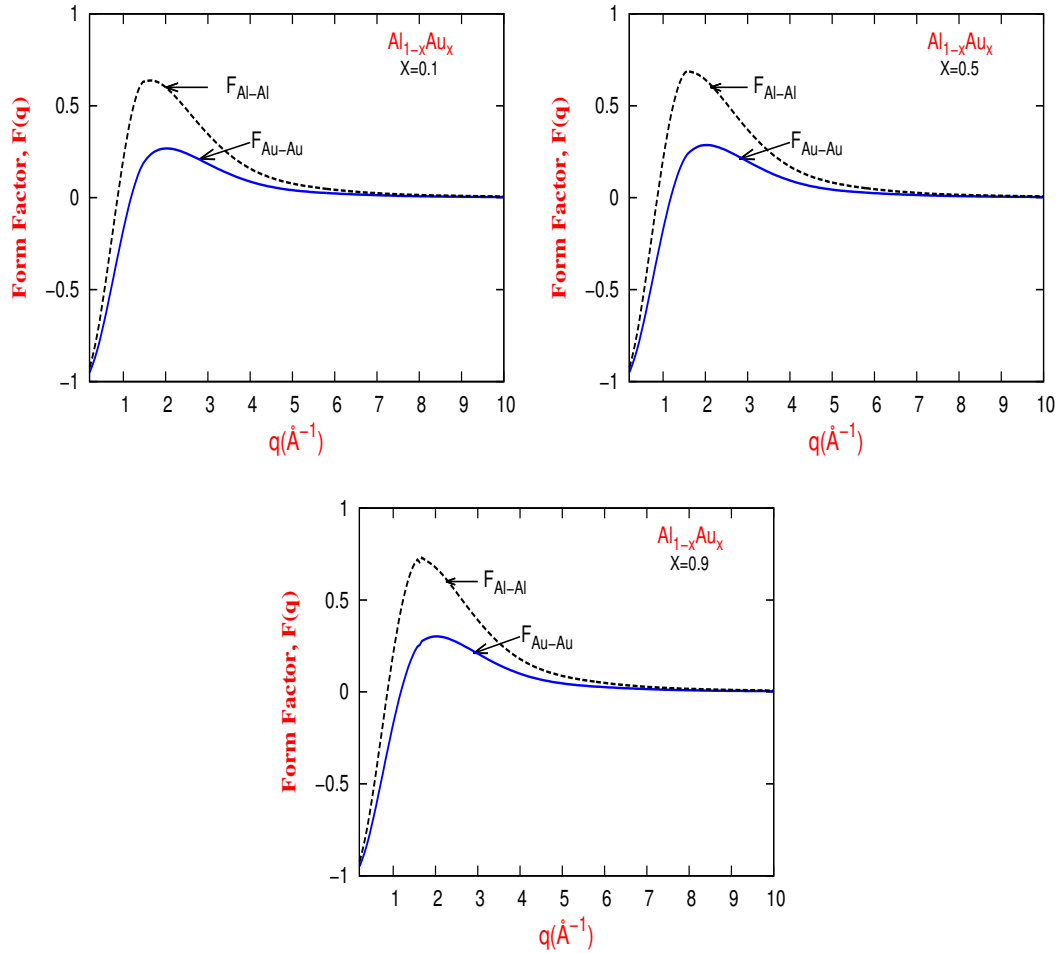 1
0.5
0
−0.5
−1
Form Factor, F(q)
Al1−xAux
X=0.1
FAl−Al
FAu−Au
1 2 3 4 5 6 7 8 9 10
q(Å−1)
1
0.5
0
−0.5
−1
Form Factor, F(q)
Al1−xAux
X=0.5
FAl−Al
FAu−Au
1 2 3 4 5 6 7 8 9 10
q(Å−1)
1
0.5
0
−0.5
−1
Form Factor, F(q)
Al1−xAux
X=0.9
FAl−Al
FAu−Au
1 2 3 4 5 6 7 8 9 10
q(Å−1)